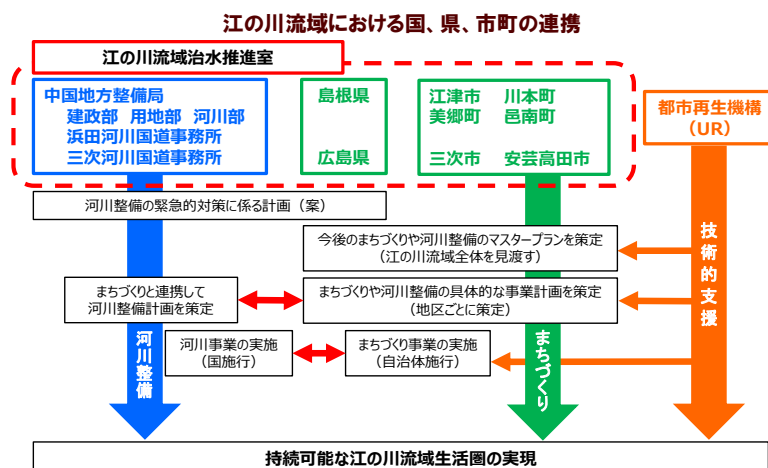 江の川流域における国、県、市町の連携
江の川流域治水推進室
中国地方整備局
建政部 用地部 河川部
浜田河川国道事務所
三次河川国道事務所
島根県
広島県
江津市 川本町
美郷町 邑南町
三次市 安芸高田市
都市再生機構
（UR）
河川整備の緊急的対策に係る計画（案）
今後のまちづくりや河川整備のマスタープランを策定
（江の川流域全体を見渡す）
まちづくりと連携して
河川整備計画を策定
まちづくりや河川整備の具体的な事業計画を策定
（地区ごとに策定）
河川事業の実施
（国施行）
まちづくり事業の実施
（自治体施行）
河川整備
まちづくり
技術的支援
持続可能な江の川流域生活圏の実現